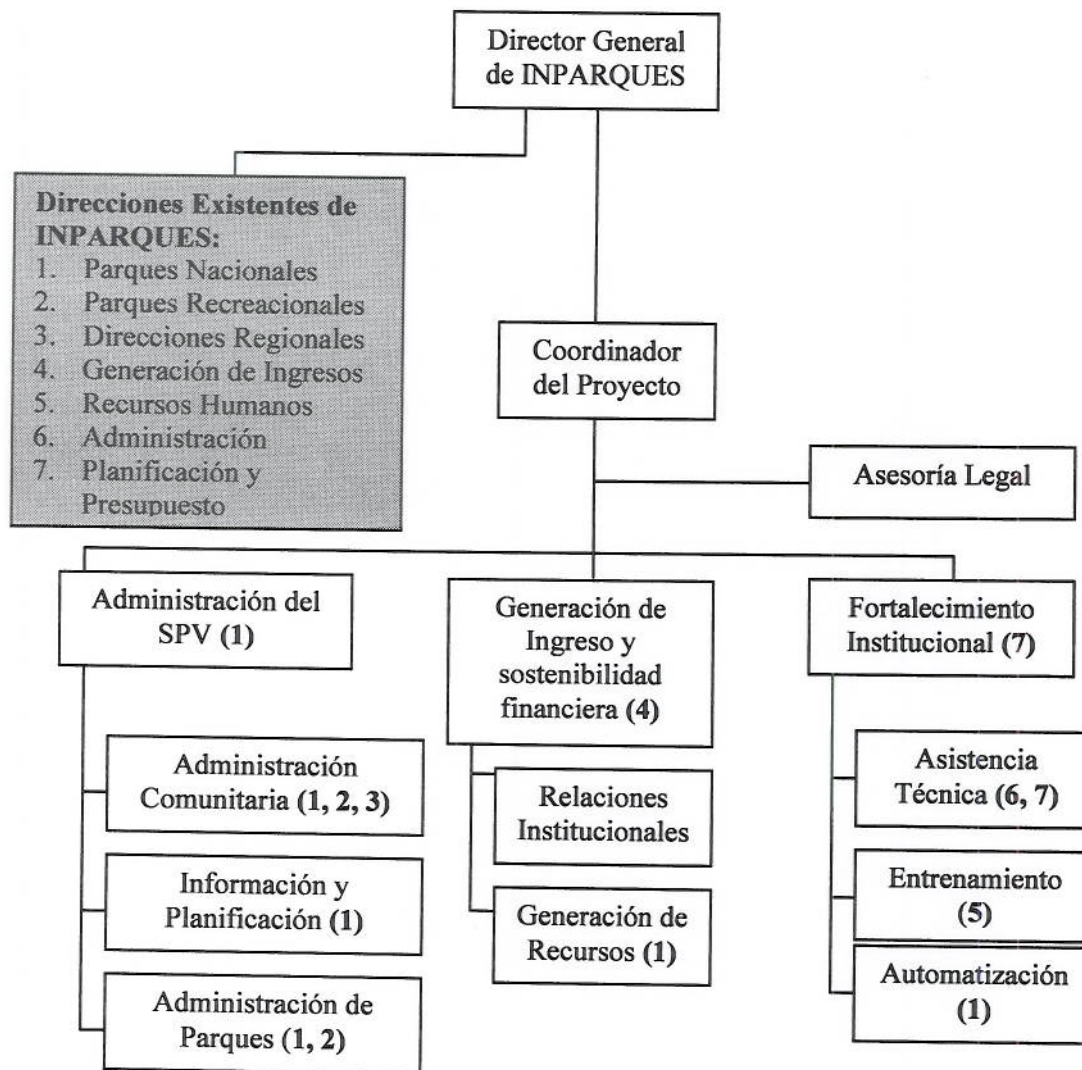 Director General
de INPARQUES
Direcciones Existentes de
INPARQUES:
1. Parques Nacionales
2. Parques Recreacionales
3. Direcciones Regionales
4. Generación de Ingresos
5. Recursos Humanos
6. Administración
7. Planificación y
Presupuesto
Coordinador
del Proyecto
Asesoría Legal
Administración del
SPV (1)
Administración
Comunitaria (1, 2, 3)
Información y
Planificación (1)
Administración de
Parques (1, 2)
Generación de
Ingreso y
sostenibilidad
financiera (4)
Relaciones
Institucionales
Generación de
Recursos (1)
Fortalecimiento
Institucional (7)
Asistencia
Técnica (6, 7)
Entrenamiento
(5)
Automatización
(1)